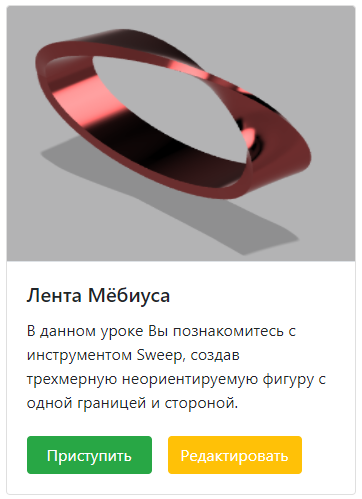 Лента Мёбиуса
В данном уроке Вы познакомитесь с
инструментом Sweep, создав
трехмерную неориентируемую фигуру с
одной границей и стороной.
Приступить
Редактировать